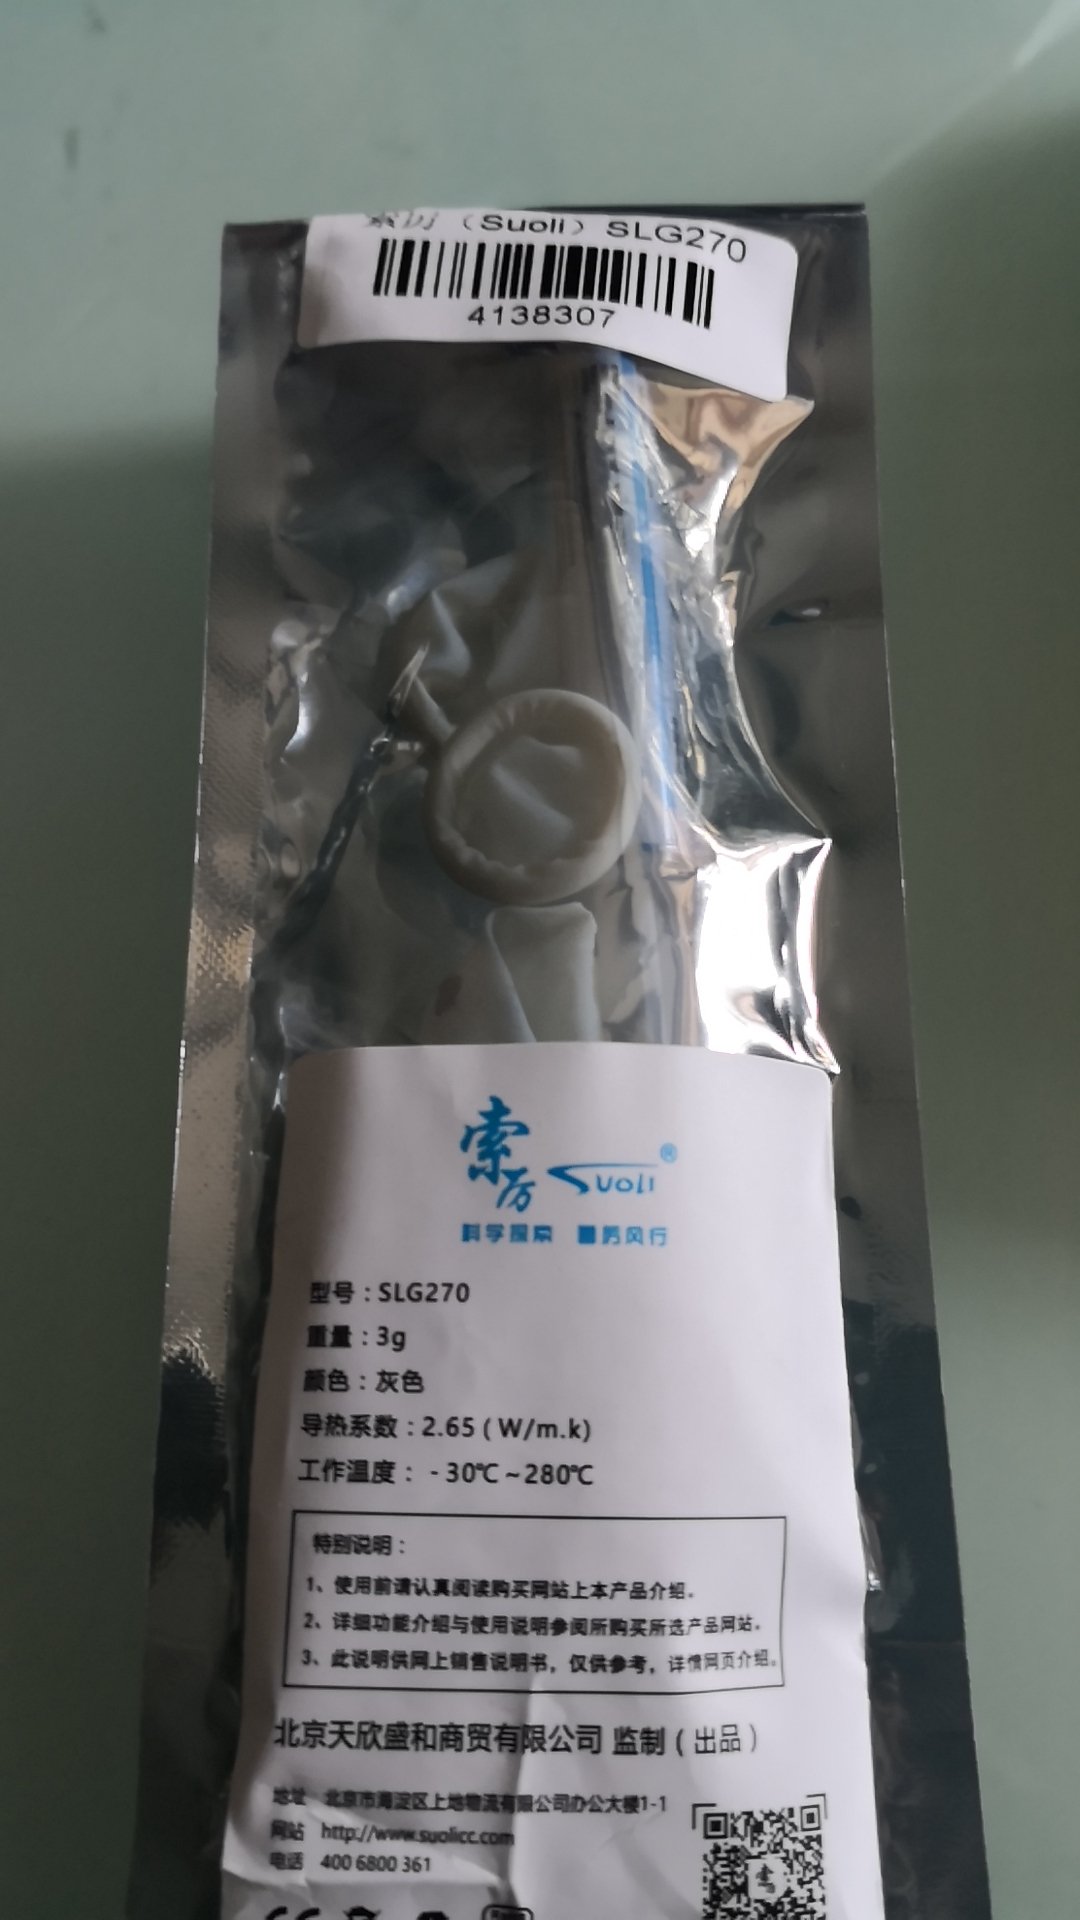 索厉（Suoli）SLG270
4138307
索厉 Suoli®
科学探索 厉风行
型号：SLG270
重量：3g
颜色：灰色
导热系数：2.65 ( W/m.k)
工作温度：- 30℃ ~ 280℃
特别说明：
1、使用前请认真阅读购买网站上本产品介绍。
2、详细功能介绍与使用说明参阅所购买所选产品网站。
3、此说明供网上销售说明书，仅供参考，详情网页介绍。
北京天欣盛和商贸有限公司 监制 ( 出品 )
地址 北京市海淀区上地物流有限公司办公大楼1-1
网站 http://www.suolicc.com
电话 400 6800 361